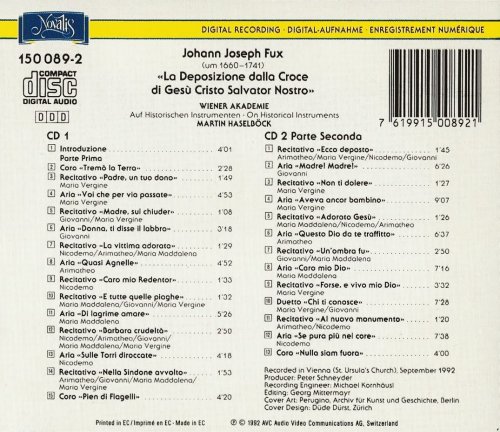 Novalis
DIGITAL RECORDING · DIGITAL-AUFNAHME · ENREGISTREMENT NUMÉRIQUE
150 089-2
COMPACT
disc
DIGITAL AUDIO
DDD
Johann Joseph Fux
(um 1660–1741)
«La Deposizione dalla Croce
di Gesù Cristo Salvator Nostro»
WIENER AKADEMIE
Auf Historischen Instrumenten · On Historical Instruments
MARTIN HASELBÖCK
7 619915 008921
CD 1
1 Introduzione 4'01
Parte Prima
2 Coro «Tremò la Terra» 2'28
3 Recitativo «Padre, un tuo dono» 1'49
Maria Vergine
4 Aria «Voi che per via passate» 4'53
Maria Vergine
5 Recitativo «Madre, sul chiuder» 1'08
Giovanni/Maria Vergine
6 Aria «Donna, ti disse il labbro» 3'18
Giovanni
7 Recitativo «La vittima adorata» 1'29
Nicodemo/Arimatheo/Maria Maddalena
8 Aria «Quasi Agnelle» 4'52
Arimatheo
9 Recitativo «Caro mio Redentor» 1'33
Nicodemo
10 Recitativo «E tutte quelle piaghe» 1'32
Maria Maddalena/Giovanni/Maria Vergine
11 Aria «Di lagrime amare» 5'26
Maria Maddalena
12 Recitativo «Barbara crudeltà» 2'50
Nicodemo/Arimatheo/Giovanni/
Maria Maddalena/Maria Vergine
13 Aria «Sulle Torri diroccate» 4'18
Nicodemo
14 Recitativo «Nella Sindone avvolto» 1'53
Arimatheo/Giovanni/Maria Maddalena/
Maria Vergine
15 Coro «Pien di Flagelli» 4'20
CD 2 Parte Seconda
1 Recitativo «Ecco deposto» 1'45
Arimatheo/Maria Vergine/Nicodemo/Giovanni
2 Aria «Madre! Madre!» 6'26
Giovanni
3 Recitativo «Non ti dolere» 1'27
Maria Vergine
4 Aria «Aveva ancor bambino» 9'07
Maria Vergine
5 Recitativo «Adorato Gesù» 1'26
Maria Maddalena/Nicodemo/Arimatheo
6 Aria «Questo Dio da te traffitto» 6'37
Arimatheo
7 Recitativo «Un'ombra fu» 2'50
Giovanni/Maria Maddalena
8 Aria «Caro mio Dio» 7'16
Maria Maddalena
9 Recitativo «Forse, e vivo mio Dio» 3'32
Maria Vergine/Nicodemo
10 Duetto «Chi ti conosce» 7'28
Maria Vergine/Giovanni
11 Recitativo «Al nuovo monumento» 1'20
Arimatheo/Nicodemo/Giovanni
12 Aria «Se pura più nel core» 7'38
Arimatheo/Nicodemo
13 Coro «Nulla siam fuora» 4'00
Recorded in Vienna (St. Ursula's Church), September 1992
Producer: Peter Schneyder
Recording Engineer: Michael Kornhäusl
Editing: Georg Mittermayr
Cover Art: Perugino, Archiv für Kunst und Geschichte, Berlin
Cover Design: Düde Dürst, Zürich
Printed in EC/Imprimé en EC · Made in EC
℗ © 1992 AVC Audio Video Communications AG, Switzerland